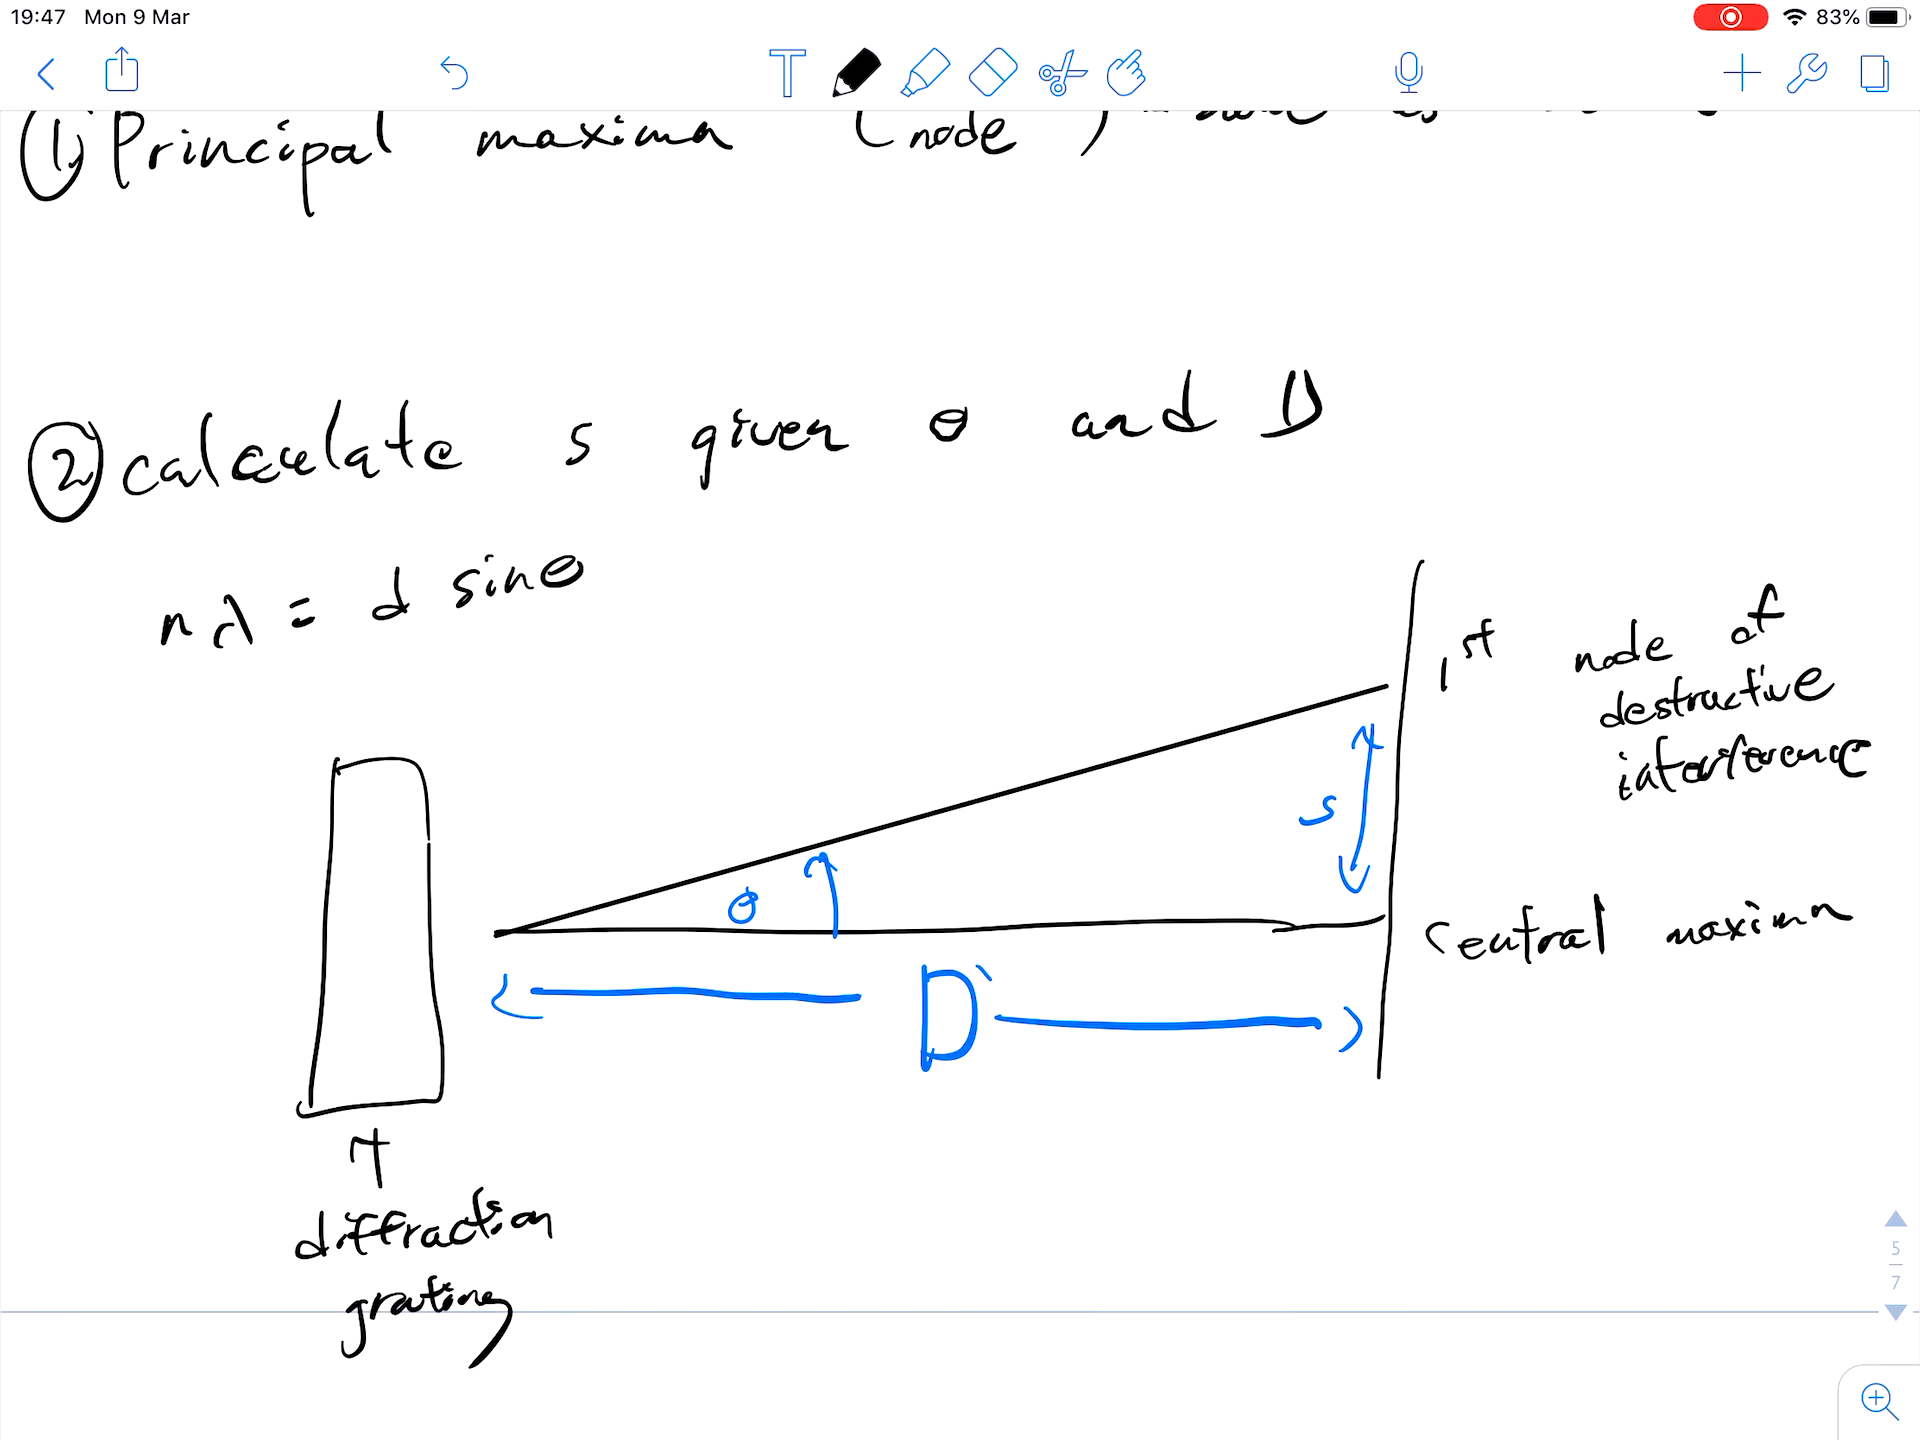 19:47 Mon 9 Mar
83%
T
(1) Principal maxima (node)
(2) calculate s given θ and D
nλ = d sinθ
1st node of
destructive
interference
s
θ
central maxima
D
diffraction
grating
5
7